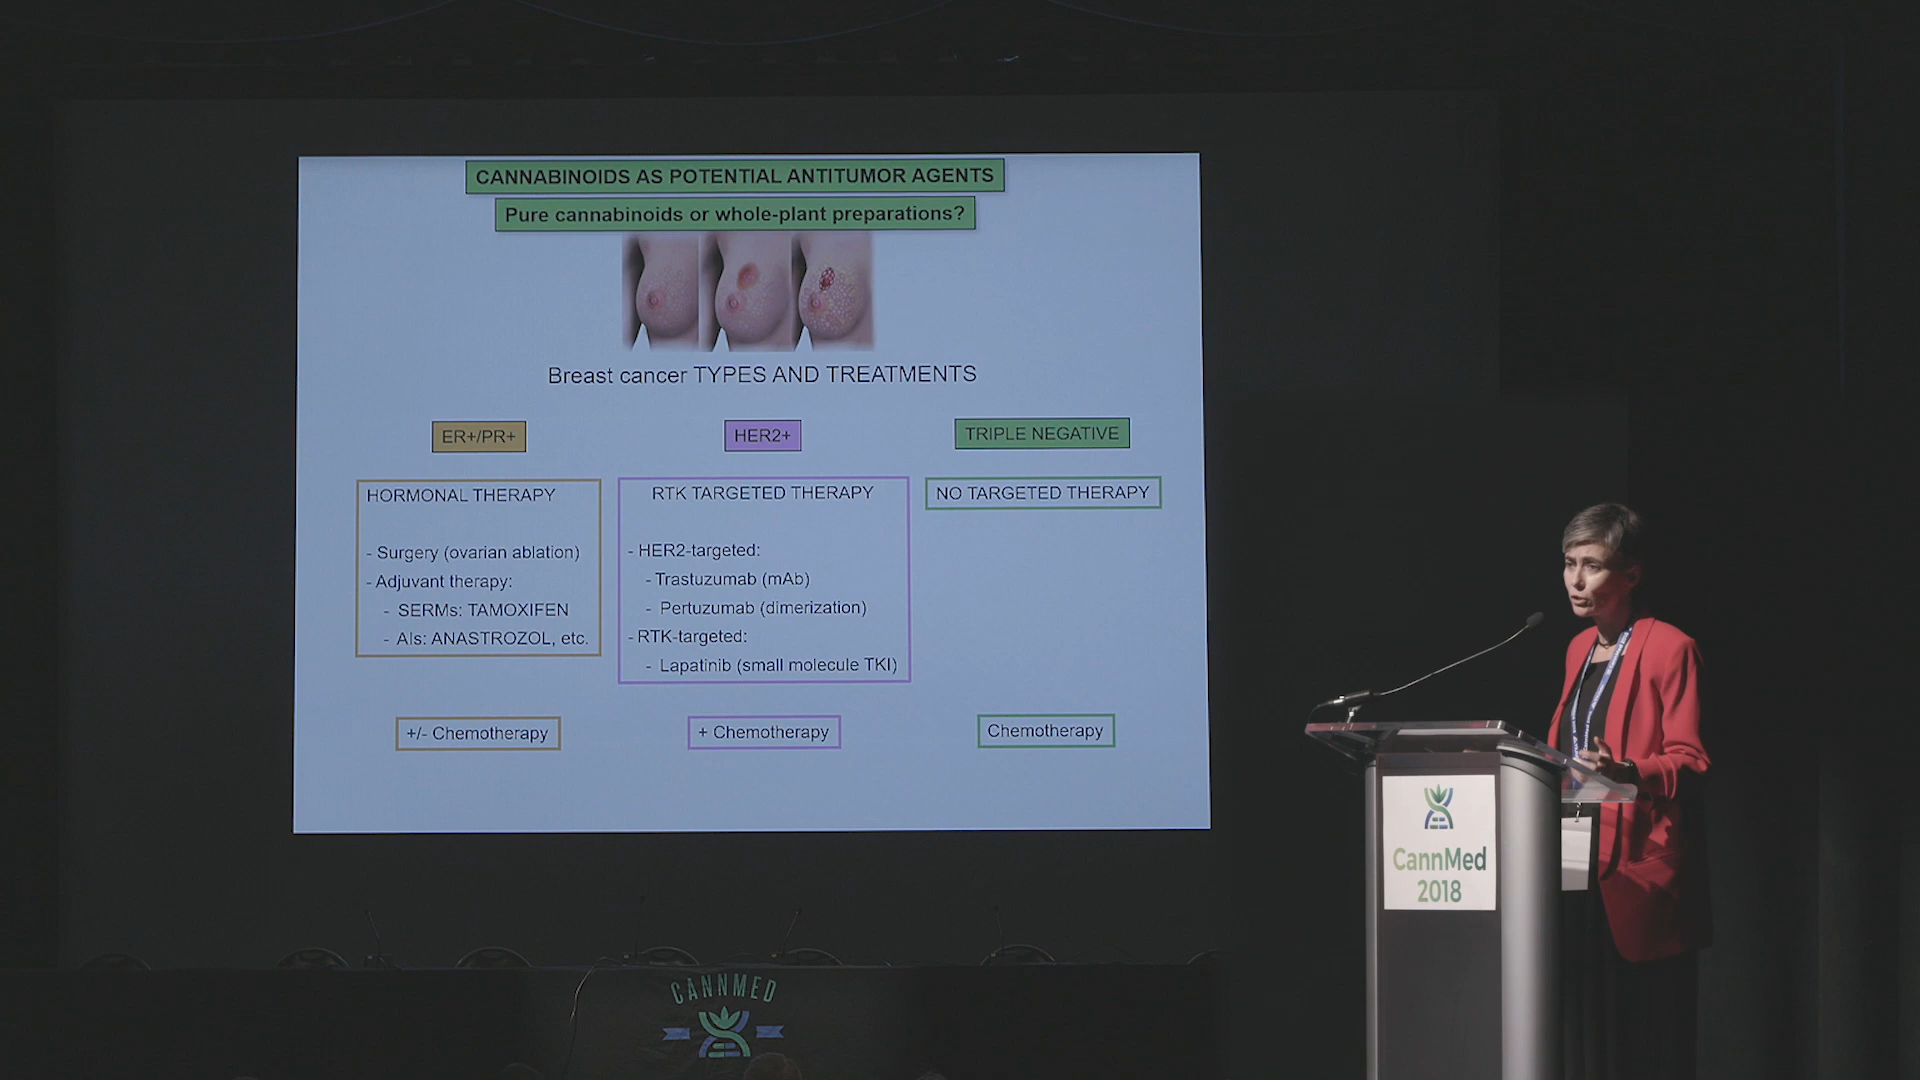 CANNABINOIDS AS POTENTIAL ANTITUMOR AGENTS
Pure cannabinoids or whole-plant preparations?
Breast cancer TYPES AND TREATMENTS
ER+/PR+
HORMONAL THERAPY
- Surgery (ovarian ablation)
- Adjuvant therapy:
- SERMs: TAMOXIFEN
- AIs: ANASTROZOL, etc.
+/- Chemotherapy
HER2+
RTK TARGETED THERAPY
- HER2-targeted:
- Trastuzumab (mAb)
- Pertuzumab (dimerization)
- RTK-targeted:
- Lapatinib (small molecule TKI)
+ Chemotherapy
TRIPLE NEGATIVE
NO TARGETED THERAPY
Chemotherapy
CannMed
2018
CANNMED